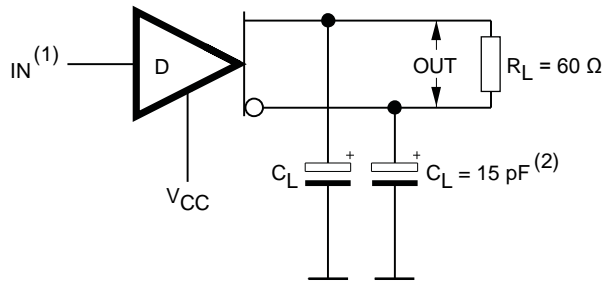 IN(1)
D
OUT
RL = 60 Ω
+
+
CL
CL = 15 pF(2)
VCC